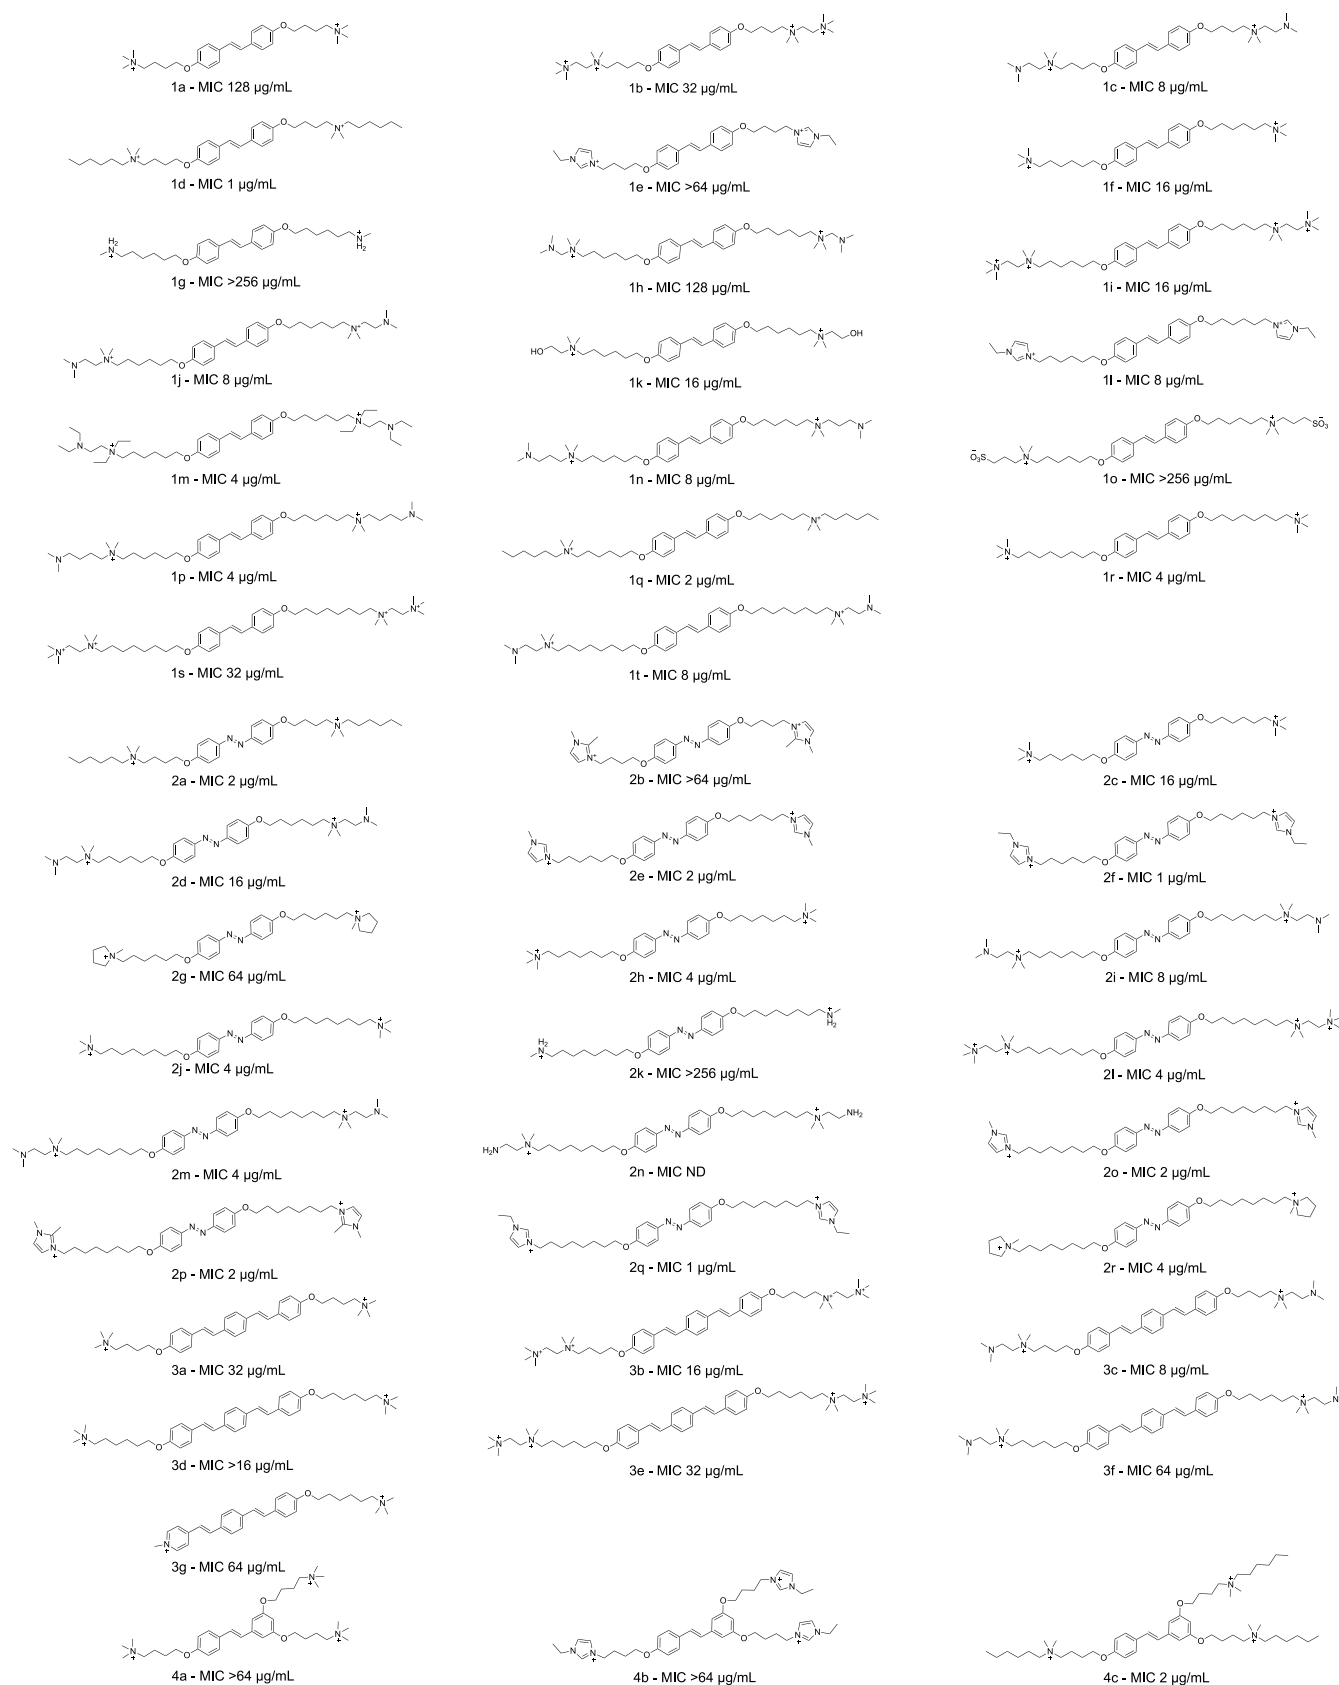 1a - MIC 128 µg/mL
1b - MIC 32 µg/mL
1c - MIC 8 µg/mL
1d - MIC 1 µg/mL
1e - MIC >64 µg/mL
1f - MIC 16 µg/mL
1g - MIC >256 µg/mL
1h - MIC 128 µg/mL
1i - MIC 16 µg/mL
1j - MIC 8 µg/mL
1k - MIC 16 µg/mL
1l - MIC 8 µg/mL
1m - MIC 4 µg/mL
1n - MIC 8 µg/mL
1o - MIC >256 µg/mL
1p - MIC 4 µg/mL
1q - MIC 2 µg/mL
1r - MIC 4 µg/mL
1s - MIC 32 µg/mL
1t - MIC 8 µg/mL
2a - MIC 2 µg/mL
2b - MIC >64 µg/mL
2c - MIC 16 µg/mL
2d - MIC 16 µg/mL
2e - MIC 2 µg/mL
2f - MIC 1 µg/mL
2g - MIC 64 µg/mL
2h - MIC 4 µg/mL
2i - MIC 8 µg/mL
2j - MIC 4 µg/mL
2k - MIC >256 µg/mL
2l - MIC 4 µg/mL
2m - MIC 4 µg/mL
2n - MIC ND
2o - MIC 2 µg/mL
2p - MIC 2 µg/mL
2q - MIC 1 µg/mL
2r - MIC 4 µg/mL
3a - MIC 32 µg/mL
3b - MIC 16 µg/mL
3c - MIC 8 µg/mL
3d - MIC >16 µg/mL
3e - MIC 32 µg/mL
3f - MIC 64 µg/mL
3g - MIC 64 µg/mL
4a - MIC >64 µg/mL
4b - MIC >64 µg/mL
4c - MIC 2 µg/mL